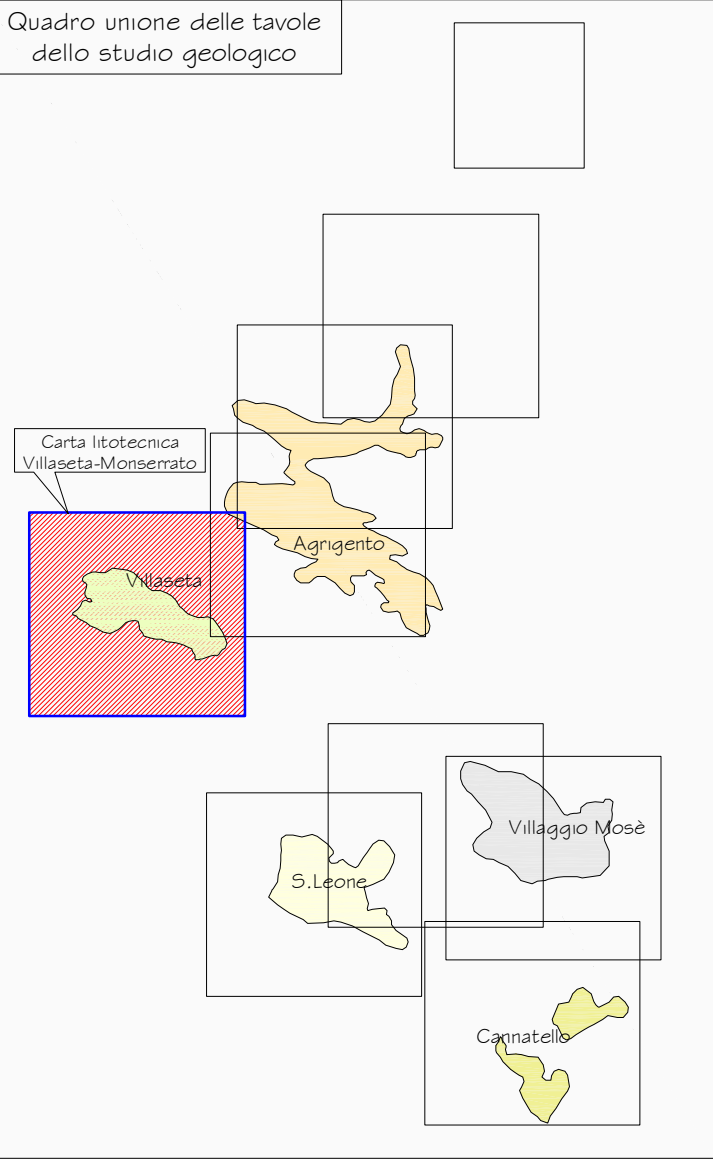 Quadro unione delle tavole
dello studio geologico
Carta litotecnica
Villaseta-Monserrato
Agrigento
Villaseta
Villaggio Mosè
S.Leone
Cannatello